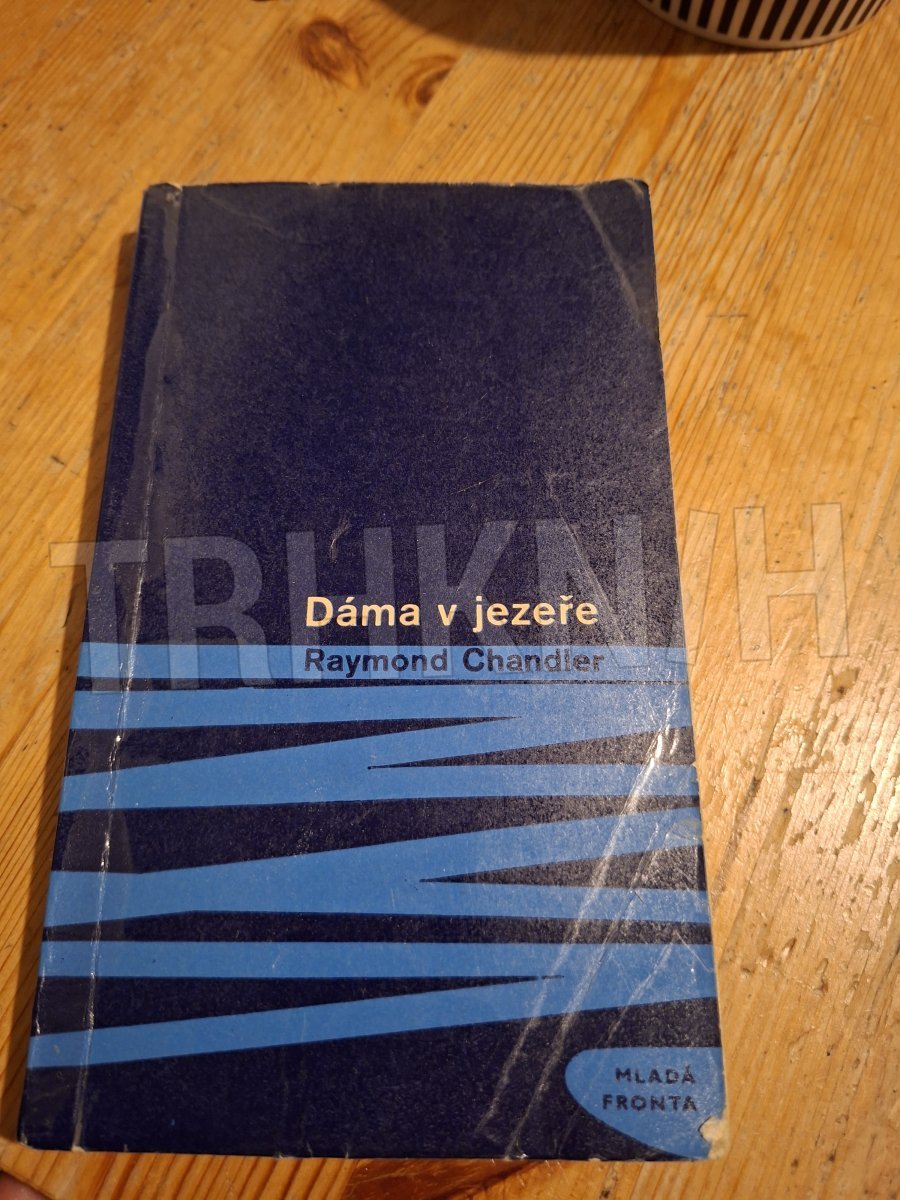 TRHKNIH
Dáma v jezeře
Raymond Chandler
MLADÁ
FRONTA